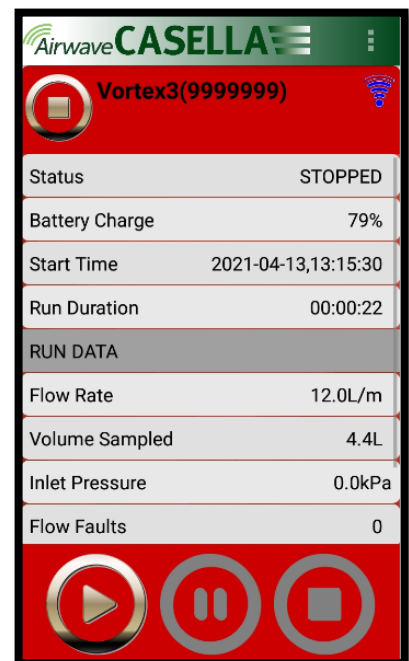 Airwave CASELLA
Vortex3(9999999)
Status STOPPED
Battery Charge 79%
Start Time 2021-04-13,13:15:30
Run Duration 00:00:22
RUN DATA
Flow Rate 12.0L/m
Volume Sampled 4.4L
Inlet Pressure 0.0kPa
Flow Faults 0